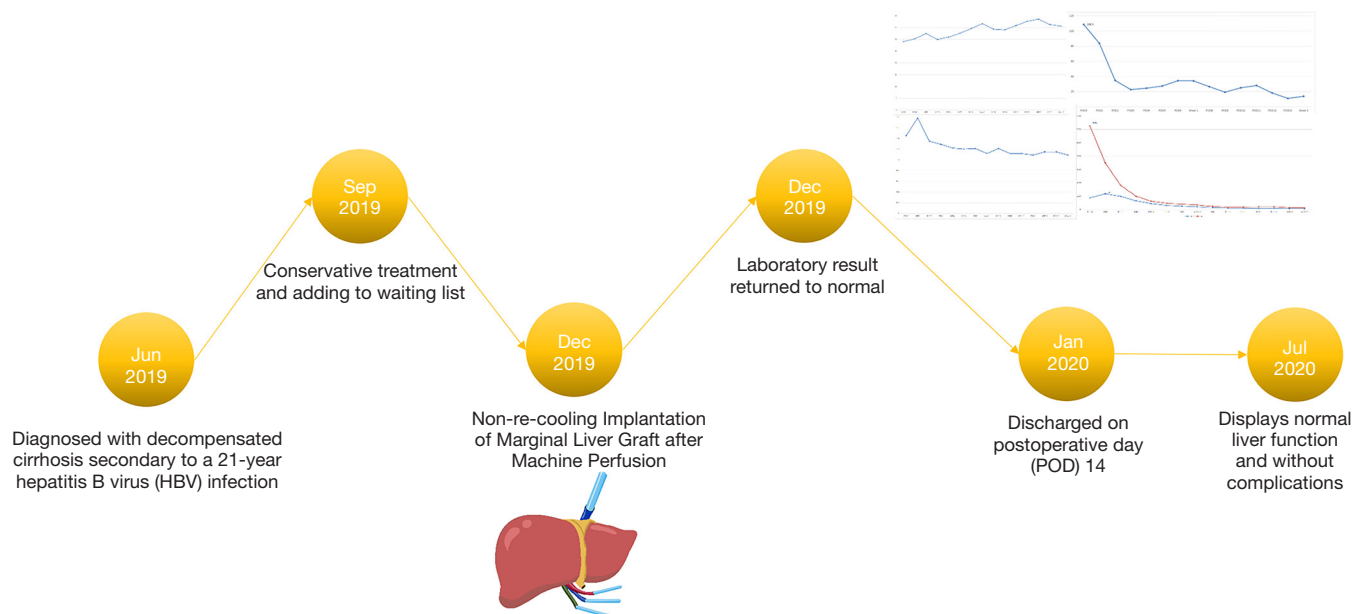 Jun
2019
Diagnosed with decompensated
cirrhosis secondary to a 21-year
hepatitis B virus (HBV) infection
Sep
2019
Conservative treatment
and adding to waiting list
Dec
2019
Non-re-cooling Implantation
of Marginal Liver Graft after
Machine Perfusion
Dec
2019
Laboratory result
returned to normal
Jan
2020
Discharged on
postoperative day
(POD) 14
Jul
2020
Displays normal
liver function
and without
complications